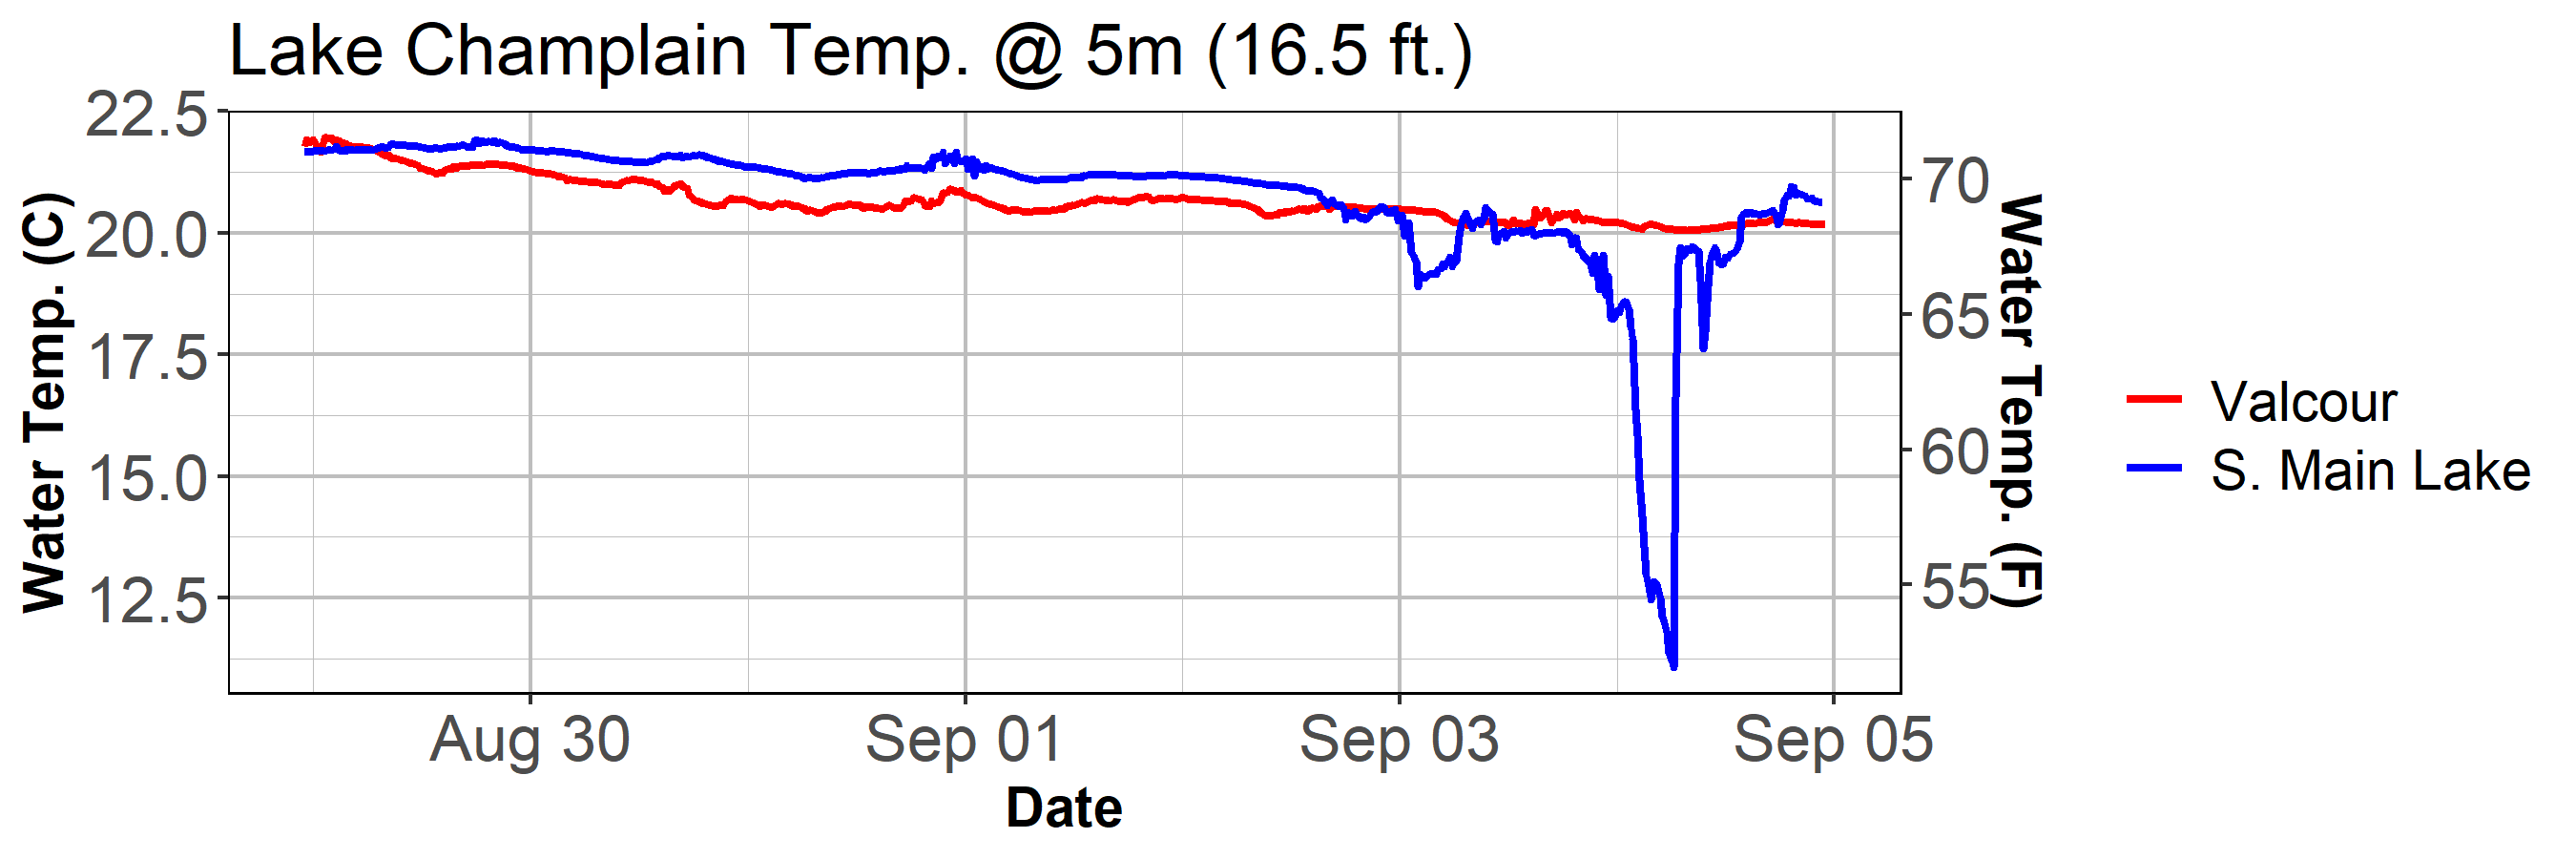 Lake Champlain Temp. @ 5m (16.5 ft.)
Water Temp. (C)
22.5
20.0
17.5
15.0
12.5
70
65
60
55
Water Temp. (F)
Aug 30
Sep 01
Sep 03
Sep 05
Date
Valcour
S. Main Lake